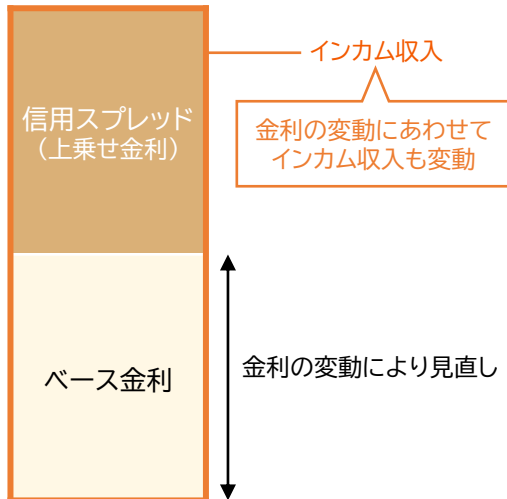 インカム収入
信用スプレッド
（上乗せ金利）
金利の変動にあわせて
インカム収入も変動
ベース金利
金利の変動により見直し